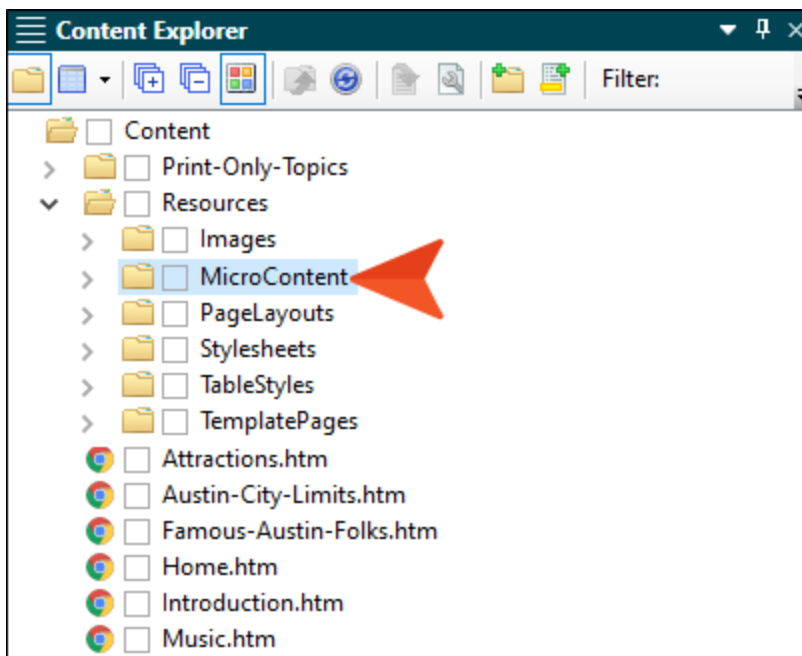 Content Explorer
Filter:
Content
Print-Only-Topics
Resources
Images
MicroContent
PageLayouts
Stylesheets
TableStyles
TemplatePages
Attractions.htm
Austin-City-Limits.htm
Famous-Austin-Folks.htm
Home.htm
Introduction.htm
Music.htm